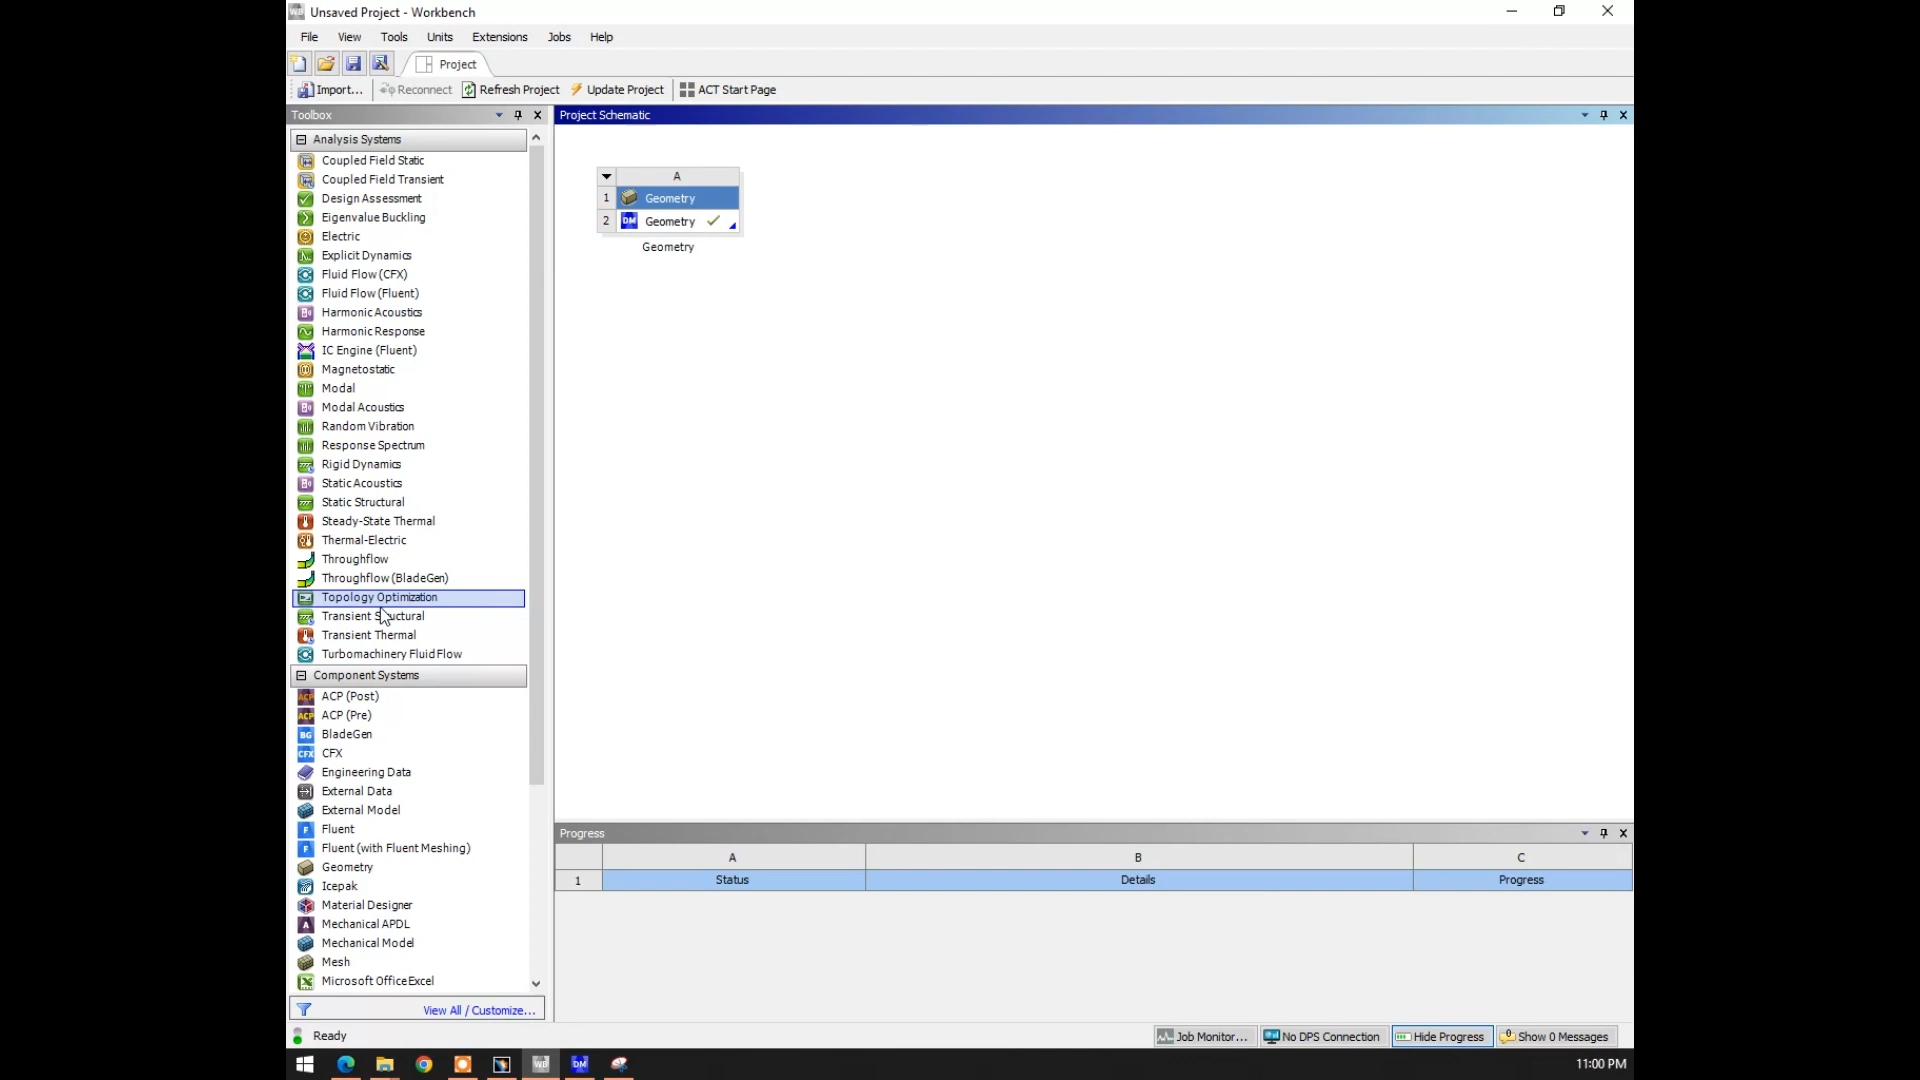 Unsaved Project - Workbench
File View Tools Units Extensions Jobs Help
Project
Import... Reconnect Refresh Project Update Project ACT Start Page
Toolbox
Analysis Systems
Coupled Field Static
Coupled Field Transient
Design Assessment
Eigenvalue Buckling
Electric
Explicit Dynamics
Fluid Flow (CFX)
Fluid Flow (Fluent)
Harmonic Acoustics
Harmonic Response
IC Engine (Fluent)
Magnetostatic
Modal
Modal Acoustics
Random Vibration
Response Spectrum
Rigid Dynamics
Static Acoustics
Static Structural
Steady-State Thermal
Thermal-Electric
Throughflow
Throughflow (BladeGen)
Topology Optimization
Transient Structural
Transient Thermal
Turbomachinery Fluid Flow
Component Systems
ACP ACP (Post)
ACP ACP (Pre)
BG BladeGen
CFX CFX
Engineering Data
External Data
External Model
F Fluent
F Fluent (with Fluent Meshing)
Geometry
Icepak
Material Designer
A Mechanical APDL
Mechanical Model
Mesh
Microsoft Office Excel
View All / Customize...
Project Schematic
A
1 Geometry
2 DM Geometry
Geometry
Progress
A B C
1 Status Details Progress
Ready
Job Monitor... No DPS Connection Hide Progress Show 0 Messages
WB DM 11:00 PM